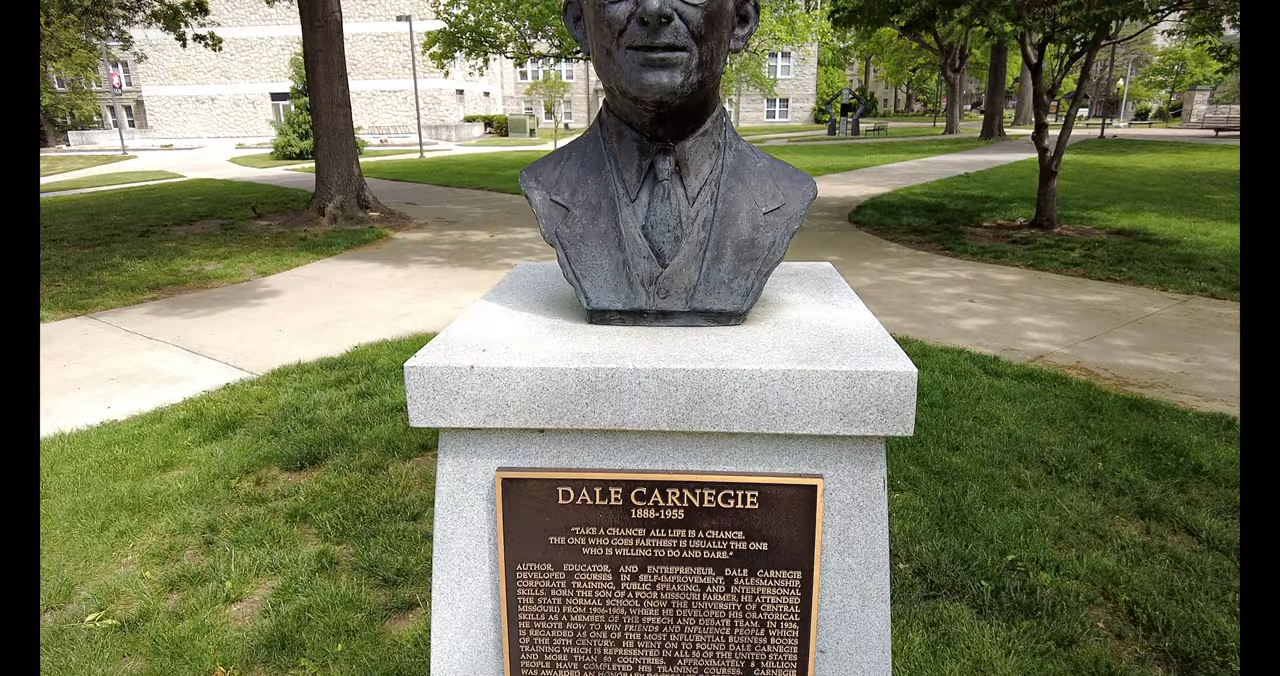 DALE CARNEGIE
1888-1955
"TAKE A CHANCE! ALL LIFE IS A CHANCE.
THE ONE WHO GOES FARTHEST IS USUALLY THE ONE
WHO IS WILLING TO DO AND DARE."
AUTHOR, EDUCATOR, AND ENTREPRENEUR, DALE CARNEGIE
DEVELOPED COURSES IN SELF-IMPROVEMENT, SALESMANSHIP,
CORPORATE TRAINING, PUBLIC SPEAKING, AND INTERPERSONAL
SKILLS. BORN THE SON OF A POOR MISSOURI FARMER, HE ATTENDED
THE STATE NORMAL SCHOOL (NOW THE UNIVERSITY OF CENTRAL
MISSOURI) FROM 1906-1908, WHERE HE DEVELOPED HIS ORATORICAL
SKILLS AS A MEMBER OF THE SPEECH AND DEBATE TEAM. IN 1936,
HE WROTE HOW TO WIN FRIENDS AND INFLUENCE PEOPLE WHICH
IS REGARDED AS ONE OF THE MOST INFLUENTIAL BUSINESS BOOKS
OF THE 20TH CENTURY. HE WENT ON TO FOUND DALE CARNEGIE
TRAINING WHICH IS REPRESENTED IN ALL 50 OF THE UNITED STATES
AND MORE THAN 80 COUNTRIES. APPROXIMATELY 8 MILLION
PEOPLE HAVE COMPLETED HIS TRAINING COURSES. CARNEGIE
WAS AWARDED AN HONORARY